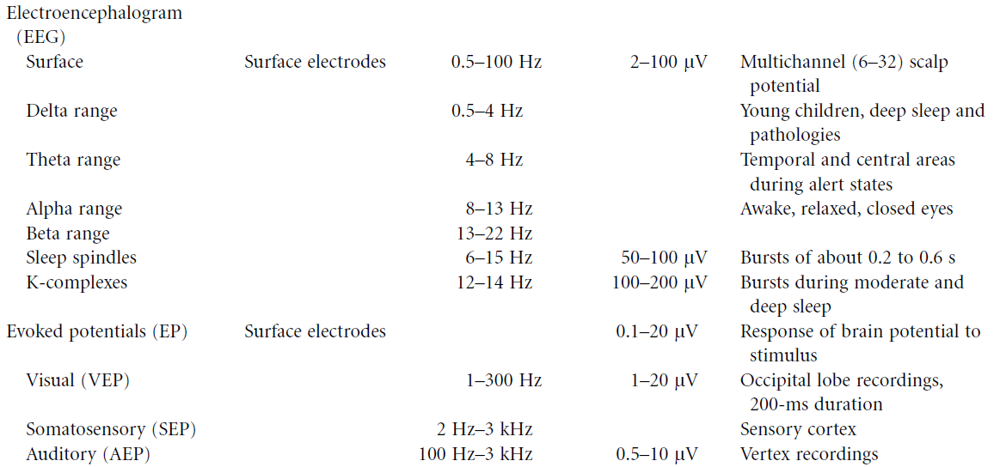 Electroencephalogram
(EEG)
Surface Surface electrodes 0.5–100 Hz 2–100 μV Multichannel (6–32) scalp
potential
Delta range 0.5–4 Hz Young children, deep sleep and
pathologies
Theta range 4–8 Hz Temporal and central areas
during alert states
Alpha range 8–13 Hz Awake, relaxed, closed eyes
Beta range 13–22 Hz
Sleep spindles 6–15 Hz 50–100 μV Bursts of about 0.2 to 0.6 s
K-complexes 12–14 Hz 100–200 μV Bursts during moderate and
deep sleep
Evoked potentials (EP) Surface electrodes 0.1–20 μV Response of brain potential to
stimulus
Visual (VEP) 1–300 Hz 1–20 μV Occipital lobe recordings,
200-ms duration
Somatosensory (SEP) 2 Hz–3 kHz Sensory cortex
Auditory (AEP) 100 Hz–3 kHz 0.5–10 μV Vertex recordings